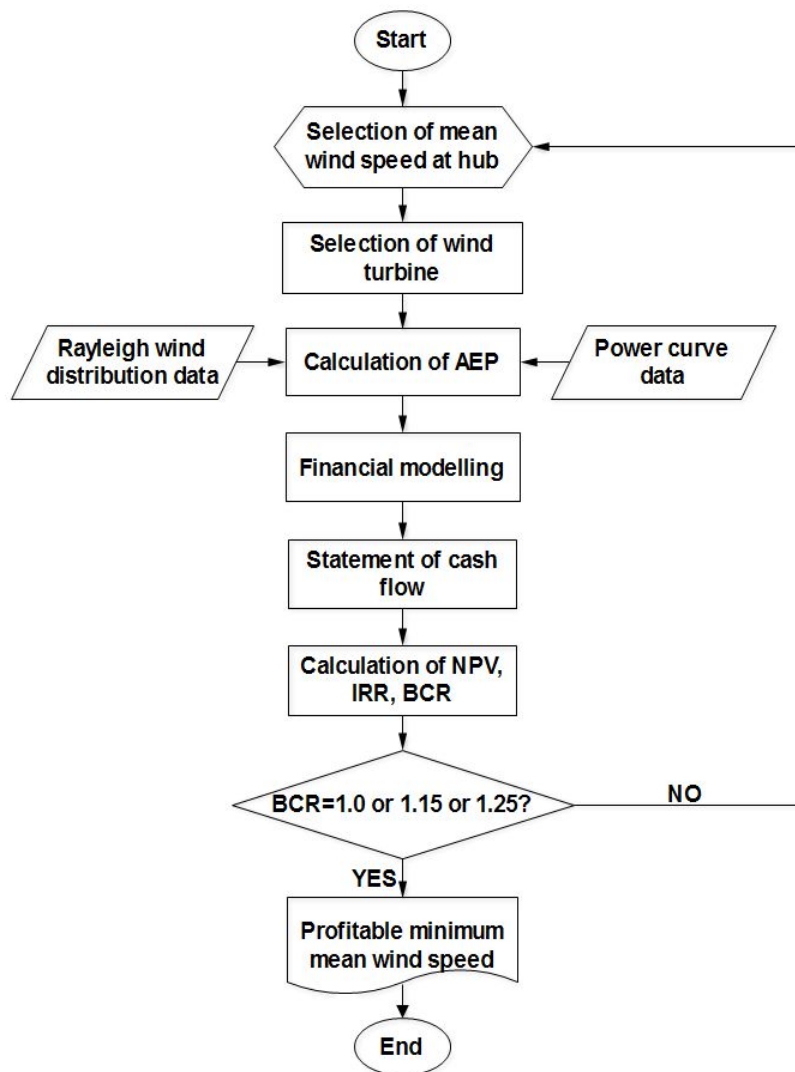 Start
Selection of mean
wind speed at hub
Selection of wind
turbine
Rayleigh wind
distribution data
Calculation of AEP
Power curve
data
Financial modelling
Statement of cash
flow
Calculation of NPV,
IRR, BCR
BCR=1.0 or 1.15 or 1.25?
NO
YES
Profitable minimum
mean wind speed
End